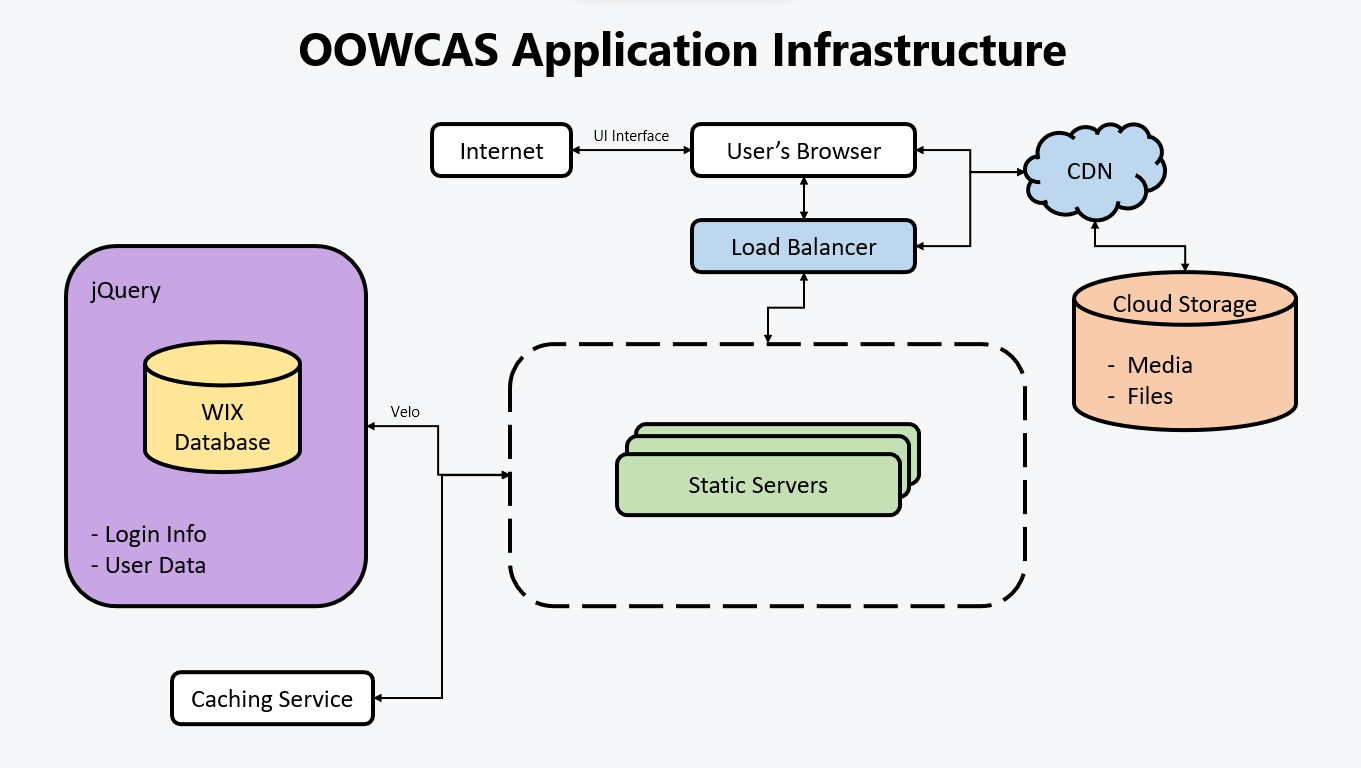 OOWCAS Application Infrastructure
Internet
UI Interface
User’s Browser
CDN
Load Balancer
jQuery
Cloud Storage
- Media
- Files
WIX
Database
Velo
Static Servers
- Login Info
- User Data
Caching Service